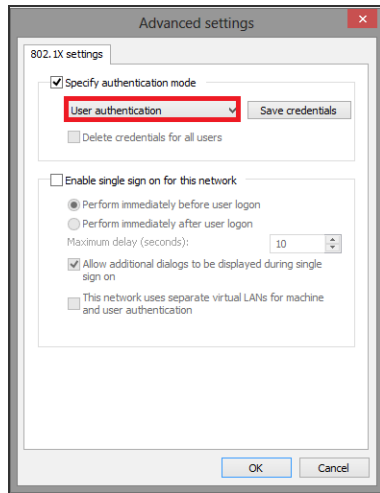 Advanced settings
802.1X settings
Specify authentication mode
User authentication
Save credentials
Delete credentials for all users
Enable single sign on for this network
Perform immediately before user logon
Perform immediately after user logon
Maximum delay (seconds):
10
Allow additional dialogs to be displayed during single
sign on
This network uses separate virtual LANs for machine
and user authentication
OK
Cancel